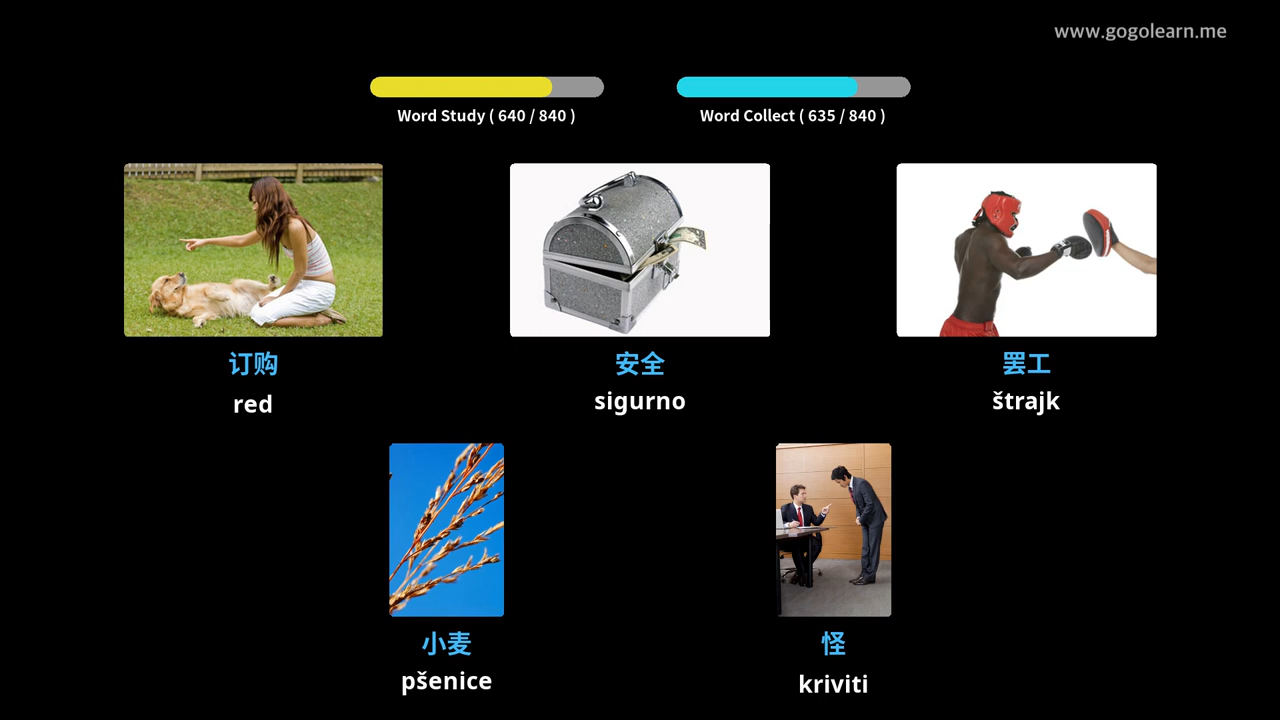 www.gogolearn.me
Word Study ( 640 / 840 )
Word Collect ( 635 / 840 )
订购
red
安全
sigurno
罢工
štrajk
小麦
pšenice
怪
kriviti